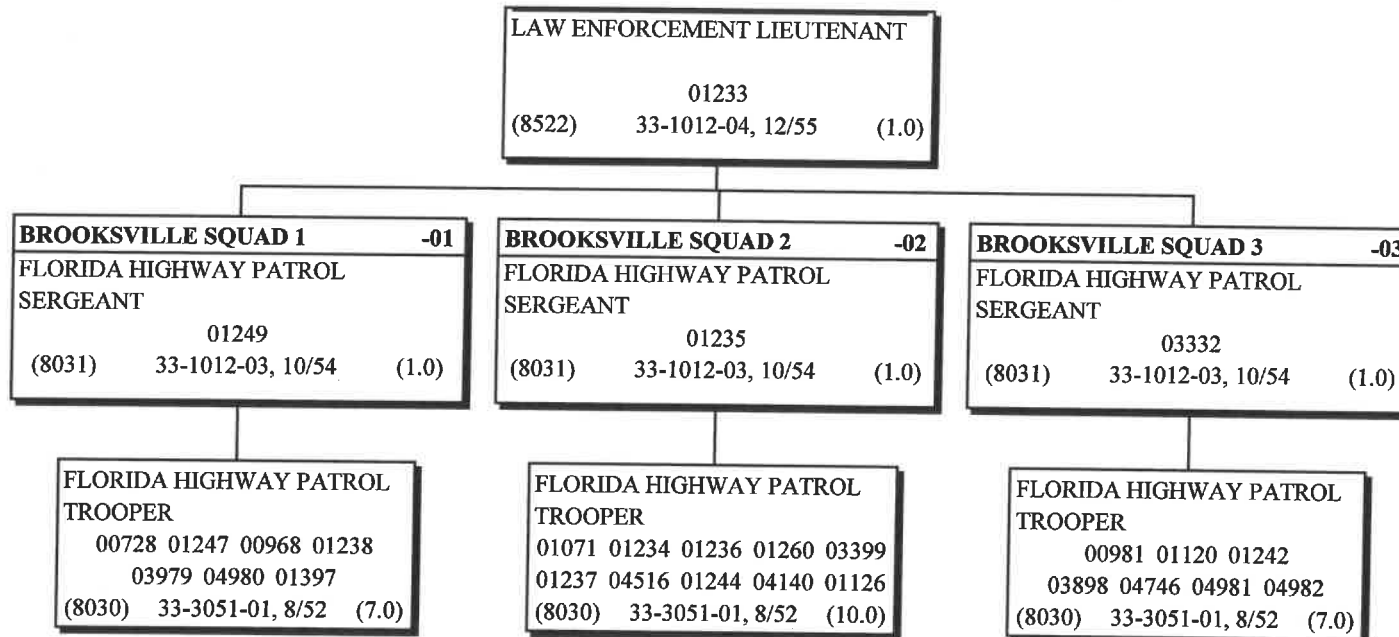 LAW ENFORCEMENT LIEUTENANT
01233
(8522) 33-1012-04, 12/55 (1.0)
BROOKSVILLE SQUAD 1 -01
FLORIDA HIGHWAY PATROL
SERGEANT
01249
(8031) 33-1012-03, 10/54 (1.0)
BROOKSVILLE SQUAD 2 -02
FLORIDA HIGHWAY PATROL
SERGEANT
01235
(8031) 33-1012-03, 10/54 (1.0)
BROOKSVILLE SQUAD 3 -03
FLORIDA HIGHWAY PATROL
SERGEANT
03332
(8031) 33-1012-03, 10/54 (1.0)
FLORIDA HIGHWAY PATROL
TROOPER
00728 01247 00968 01238
03979 04980 01397
(8030) 33-3051-01, 8/52 (7.0)
FLORIDA HIGHWAY PATROL
TROOPER
01071 01234 01236 01260 03399
01237 04516 01244 04140 01126
(8030) 33-3051-01, 8/52 (10.0)
FLORIDA HIGHWAY PATROL
TROOPER
00981 01120 01242
03898 04746 04981 04982
(8030) 33-3051-01, 8/52 (7.0)